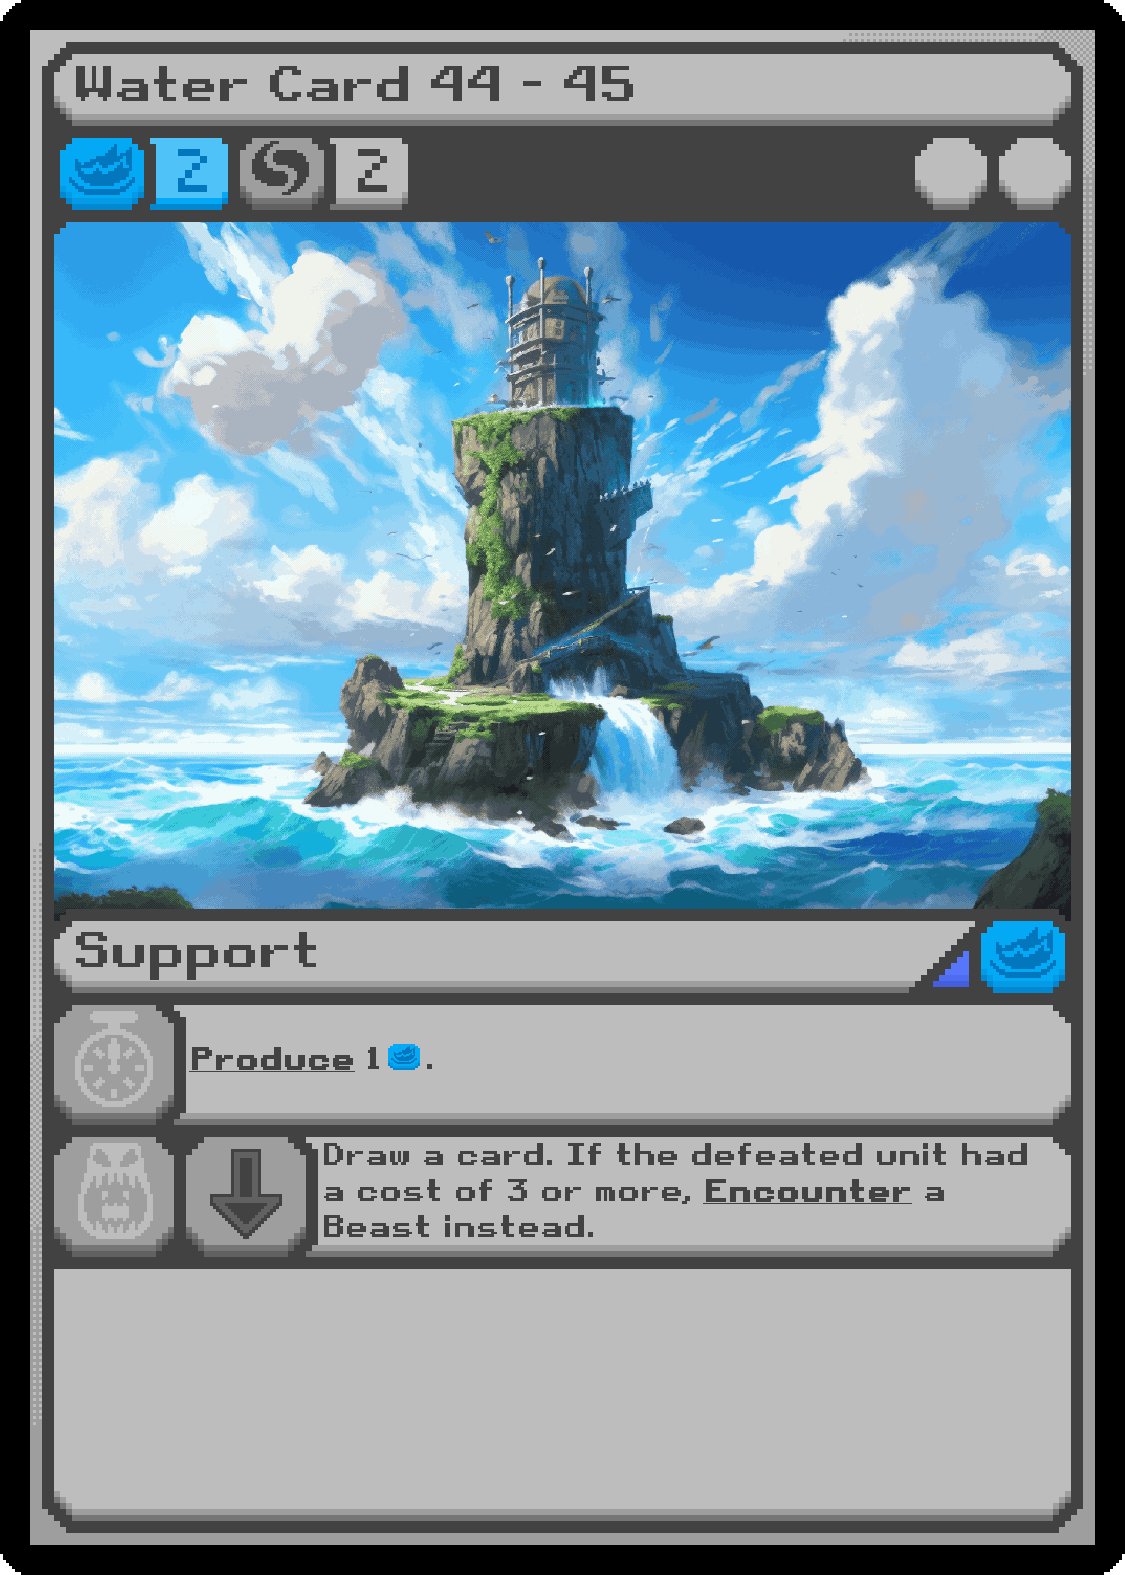 Water Card 44 - 45
2 2
Support
Produce 1 .
Draw a card. If the defeated unit had
a cost of 3 or more, Encounter a
Beast instead.